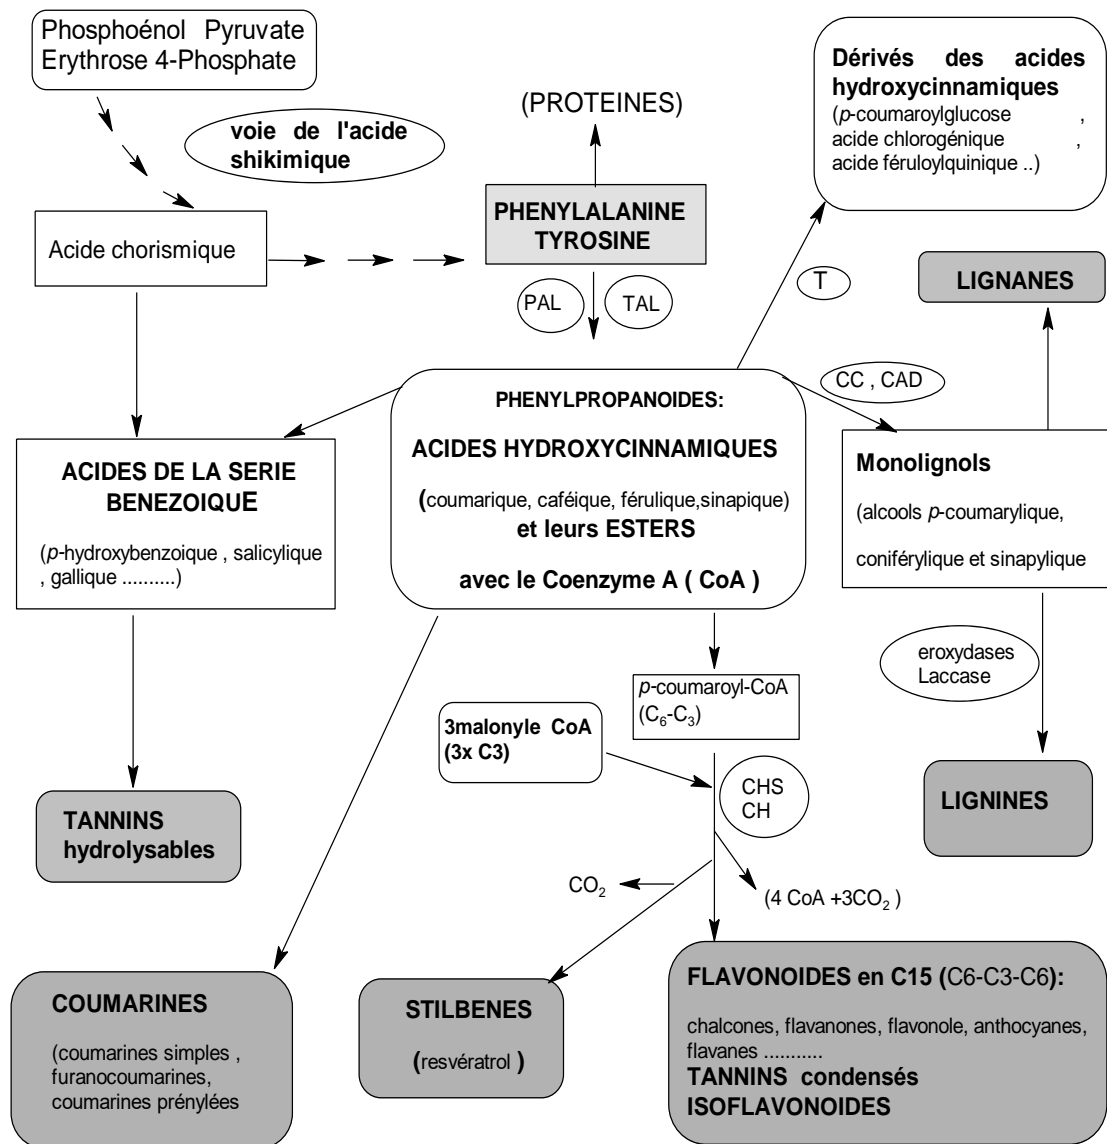 Phosphoénol Pyruvate
Erythrose 4-Phosphate
voie de l'acide
shikimique
(PROTEINES)
Dérivés des acides
hydroxycinnamiques
(p-coumaroylglucose ,
acide chlorogénique ,
acide féruloylquinique ..)
Acide chorismique
PHENYLALANINE
TYROSINE
PAL
TAL
T
LIGNANES
CC , CAD
PHENYLPROPANOIDES:
ACIDES HYDROXYCINNAMIQUES
(coumarique, caféique, férulique,sinapique)
et leurs ESTERS
avec le Coenzyme A ( CoA )
ACIDES DE LA SERIE
BENEZOIQUE
(p-hydroxybenzoique , salicylique
, gallique ..........)
Monolignols
(alcools p-coumarylique,
coniférylique et sinapylique
eroxydases
Laccase
p-coumaroyl-CoA
(C6-C3)
3malonyle CoA
(3x C3)
CHS
CH
LIGNINES
TANNINS
hydrolysables
CO2
(4 CoA +3CO2 )
COUMARINES
(coumarines simples ,
furanocoumarines,
coumarines prénylées
STILBENES
(resvératrol )
FLAVONOIDES en C15 (C6-C3-C6):
chalcones, flavanones, flavonole, anthocyanes,
flavanes ...........
TANNINS condensés
ISOFLAVONOIDES